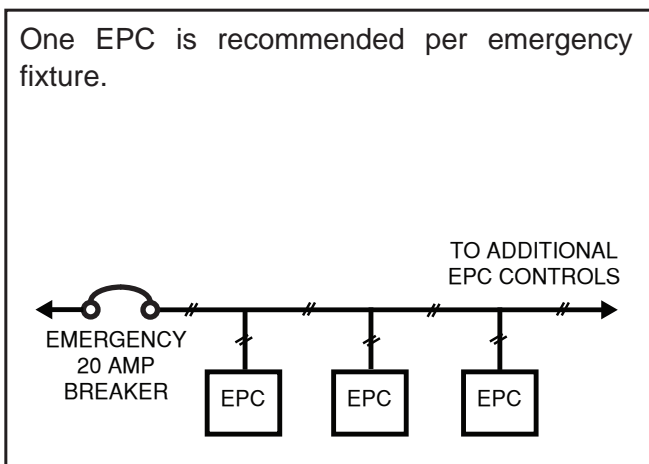 One EPC is recommended per emergency
fixture.
TO ADDITIONAL
EPC CONTROLS
EMERGENCY
20 AMP
BREAKER
EPC
EPC
EPC